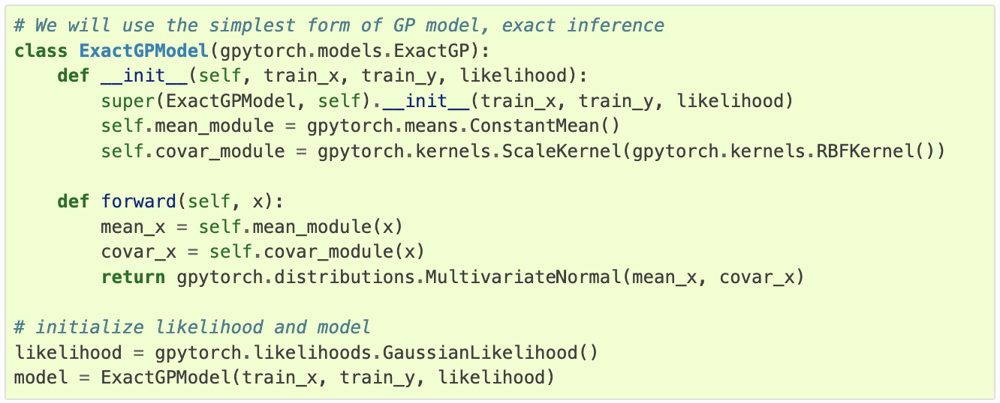 # We will use the simplest form of GP model, exact inference
class ExactGPModel(gpytorch.models.ExactGP):
    def __init__(self, train_x, train_y, likelihood):
        super(ExactGPModel, self).__init__(train_x, train_y, likelihood)
        self.mean_module = gpytorch.means.ConstantMean()
        self.covar_module = gpytorch.kernels.ScaleKernel(gpytorch.kernels.RBFKernel())

    def forward(self, x):
        mean_x = self.mean_module(x)
        covar_x = self.covar_module(x)
        return gpytorch.distributions.MultivariateNormal(mean_x, covar_x)

# initialize likelihood and model
likelihood = gpytorch.likelihoods.GaussianLikelihood()
model = ExactGPModel(train_x, train_y, likelihood)